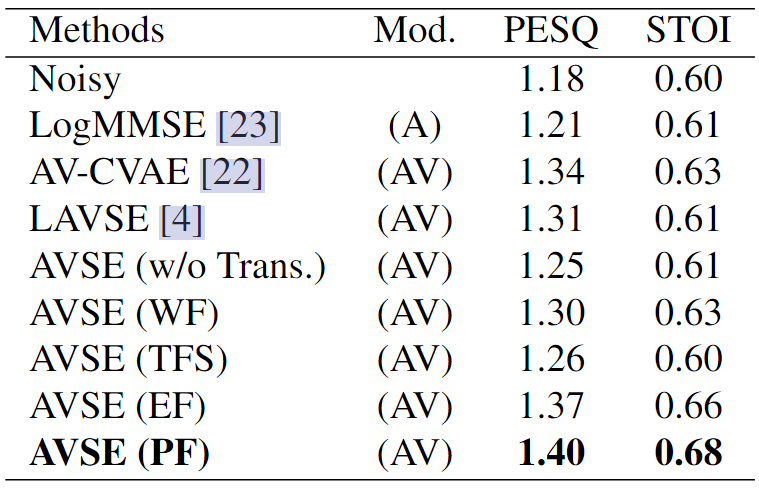 Methods Mod. PESQ STOI
Noisy 1.18 0.60
LogMMSE [23] (A) 1.21 0.61
AV-CVAE [22] (AV) 1.34 0.63
LAVSE [4] (AV) 1.31 0.61
AVSE (w/o Trans.) (AV) 1.25 0.61
AVSE (WF) (AV) 1.30 0.63
AVSE (TFS) (AV) 1.26 0.60
AVSE (EF) (AV) 1.37 0.66
AVSE (PF) (AV) 1.40 0.68